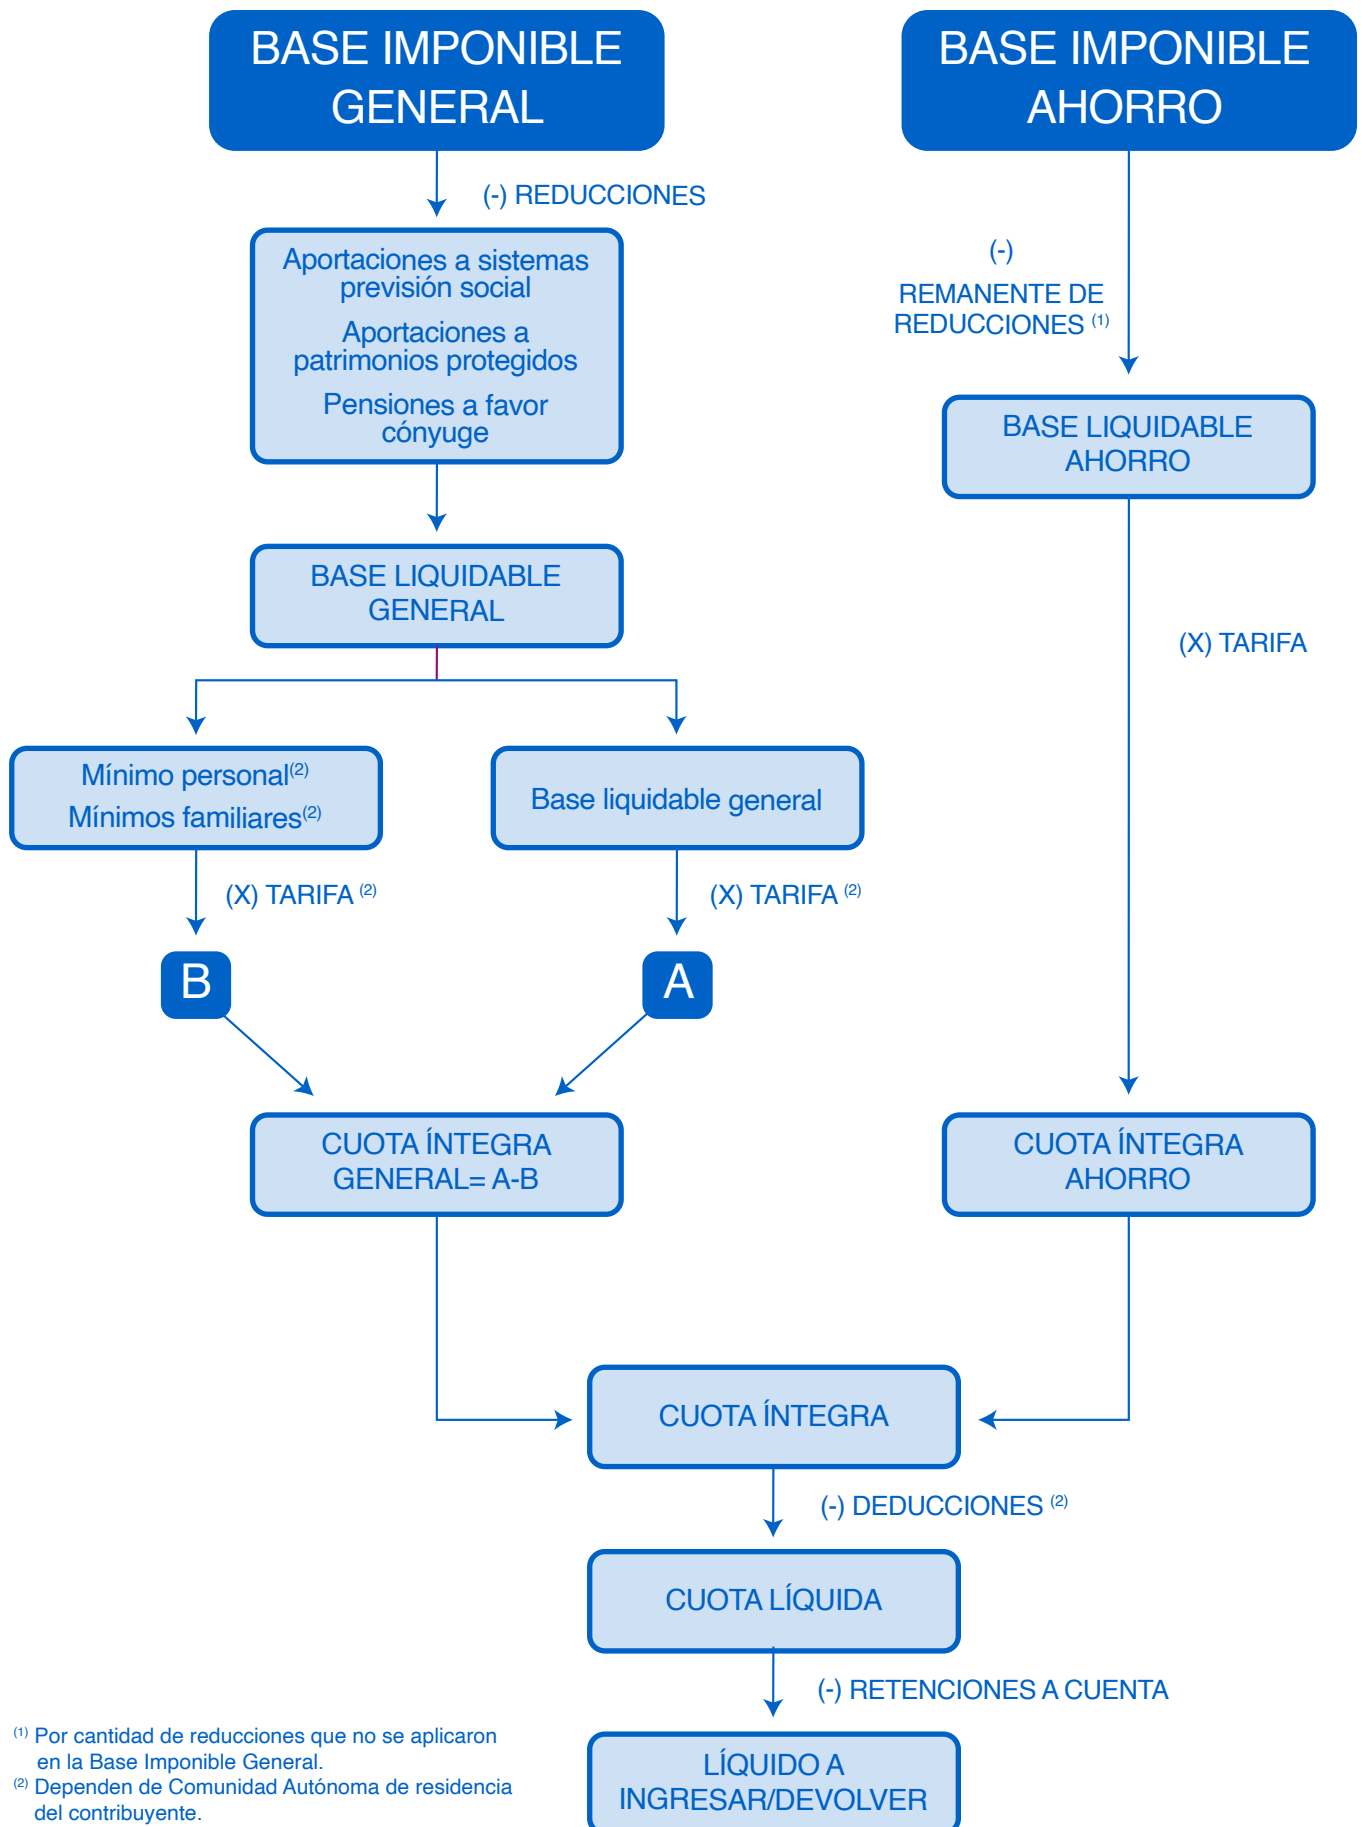 BASE IMPONIBLE
GENERAL
BASE IMPONIBLE
AHORRO
(-) REDUCCIONES
Aportaciones a sistemas
previsión social
Aportaciones a
patrimonios protegidos
Pensiones a favor
cónyuge
(-)
REMANENTE DE
REDUCCIONES (1)
BASE LIQUIDABLE
AHORRO
BASE LIQUIDABLE
GENERAL
(X) TARIFA
Mínimo personal(2)
Mínimos familiares(2)
Base liquidable general
(X) TARIFA (2)
(X) TARIFA (2)
B
A
CUOTA ÍNTEGRA
GENERAL= A-B
CUOTA ÍNTEGRA
AHORRO
CUOTA ÍNTEGRA
(-) DEDUCCIONES (2)
CUOTA LÍQUIDA
(-) RETENCIONES A CUENTA
LÍQUIDO A
INGRESAR/DEVOLVER
(1) Por cantidad de reducciones que no se aplicaron
en la Base Imponible General.
(2) Dependen de Comunidad Autónoma de residencia
del contribuyente.